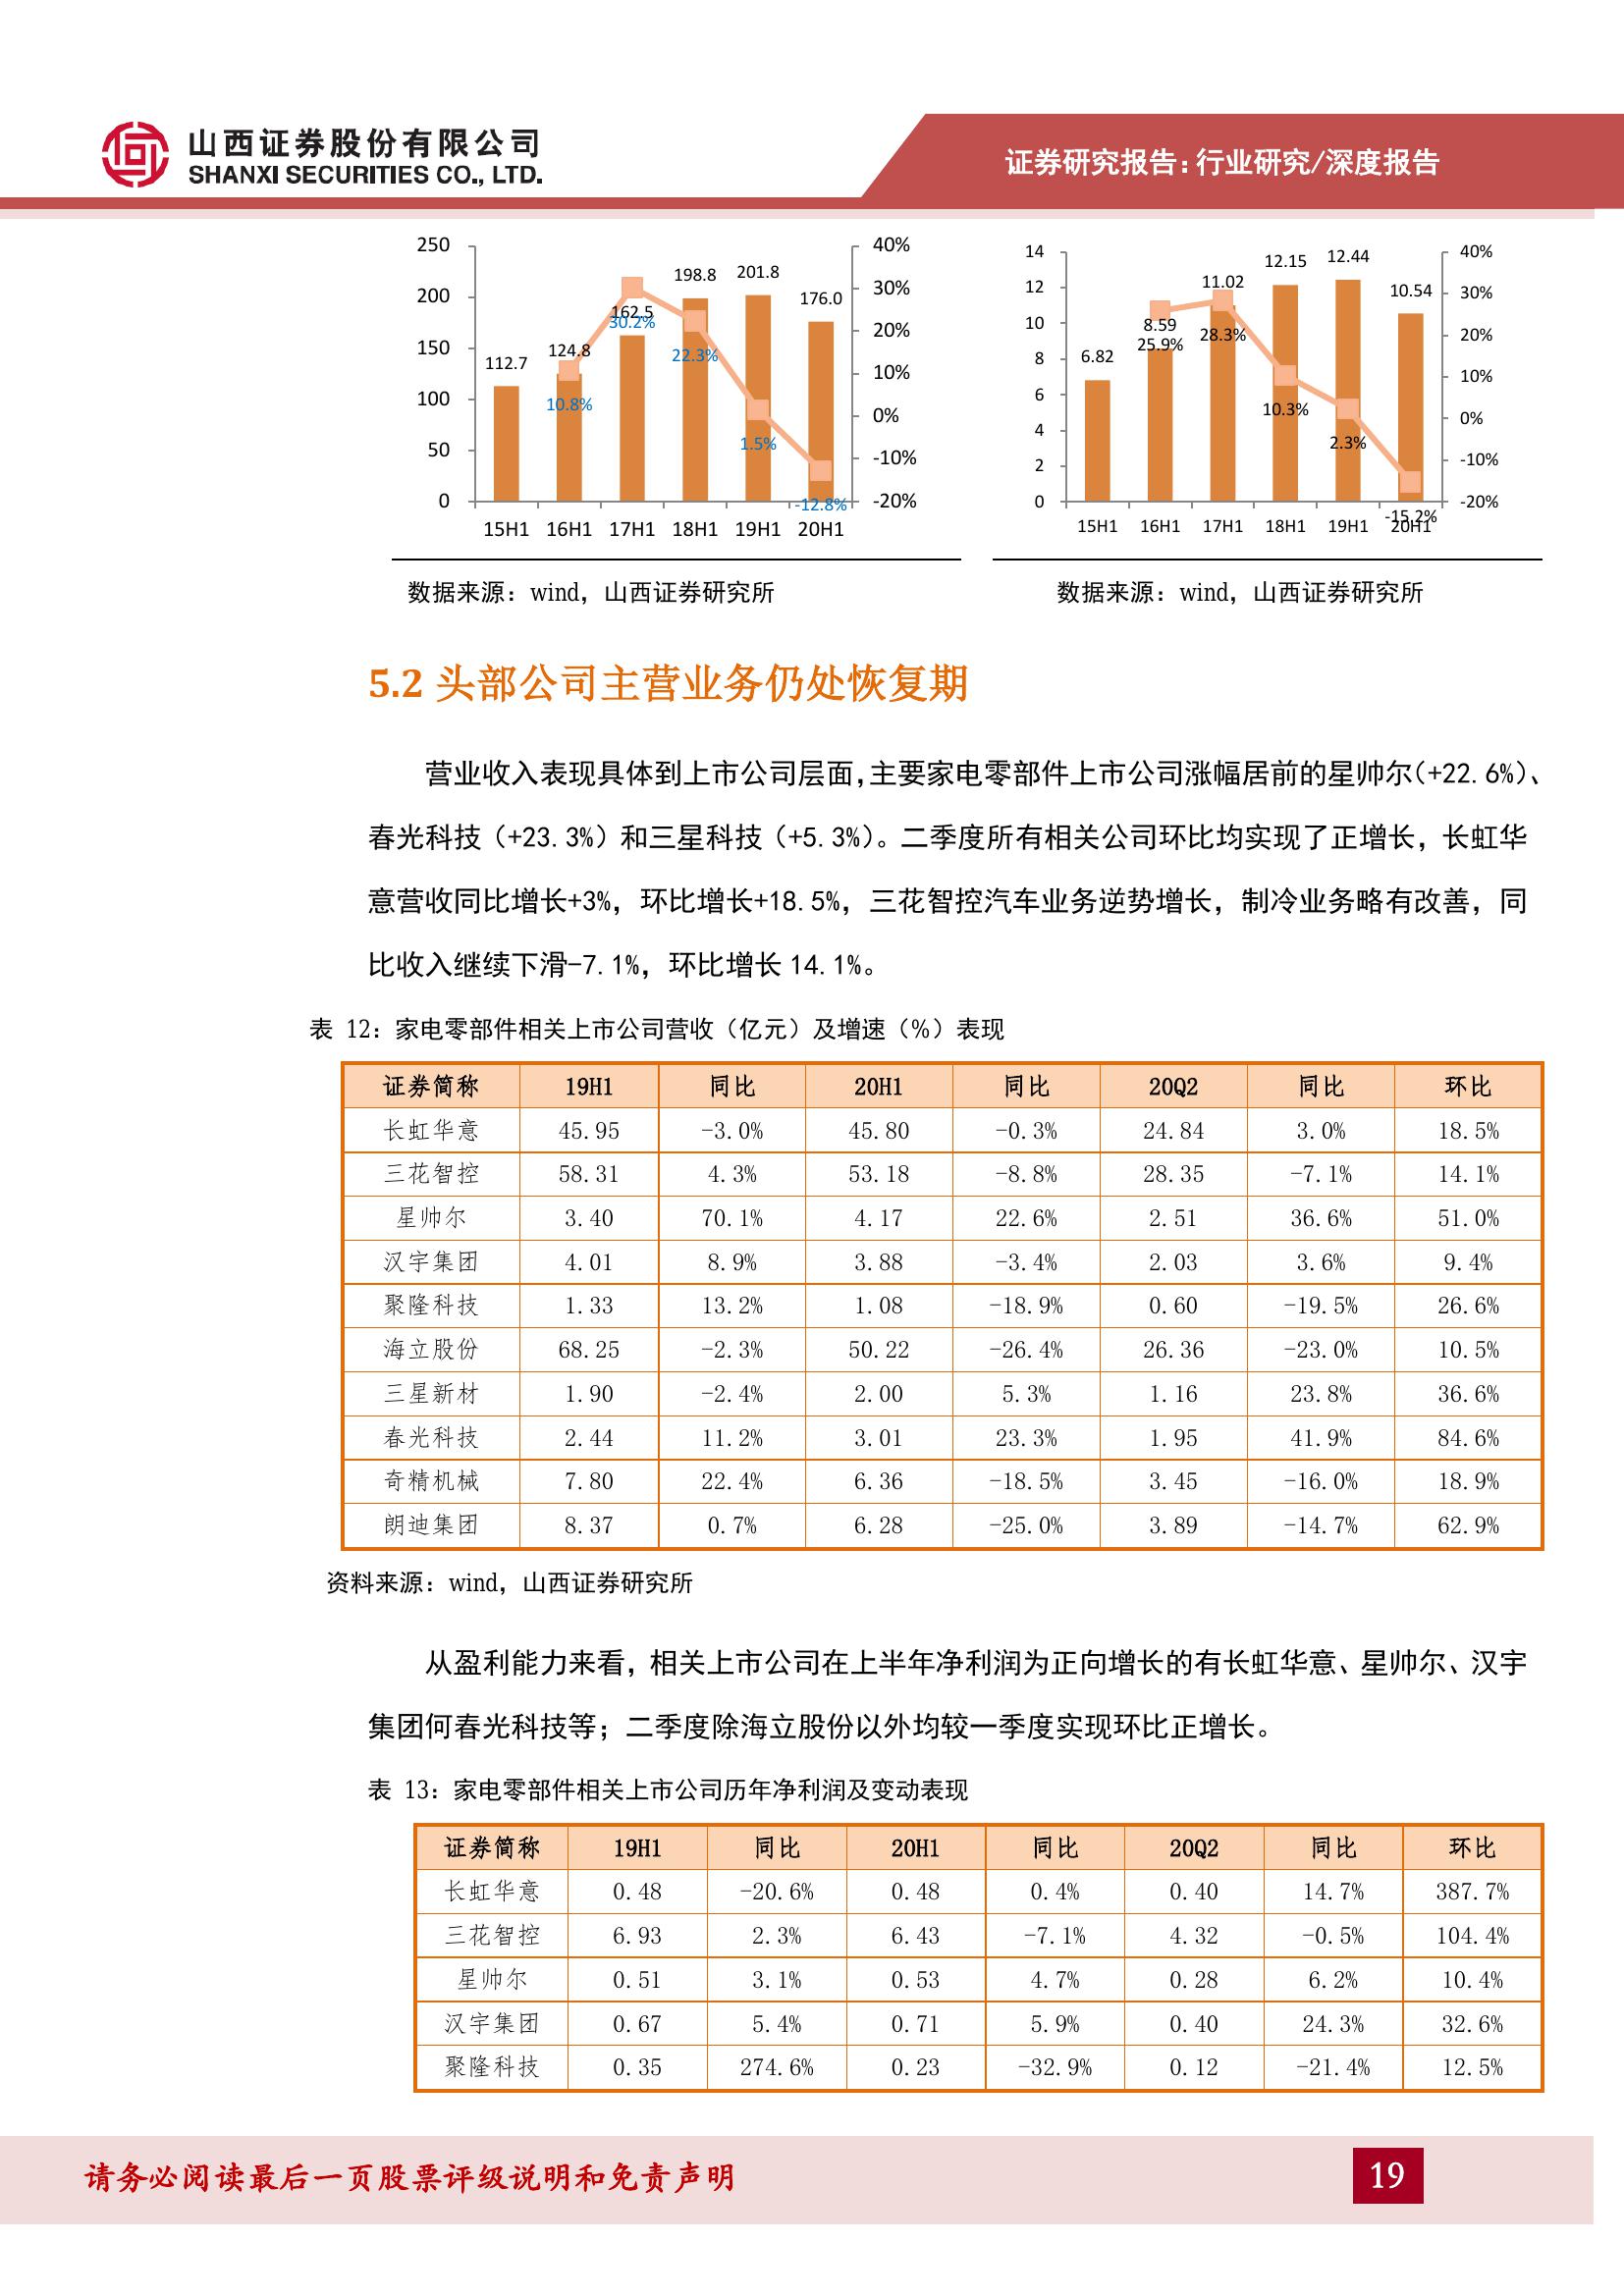 山西证券股份有限公司
SHANXI SECURITIES CO., LTD.
证券研究报告：行业研究/深度报告
250 200 150 100 50 0
112.7 124.8 162.5 198.8 201.8 176.0
10.8% 30.2% 22.3% 1.5% -12.8%
40% 30% 20% 10% 0% -10% -20%
15H1 16H1 17H1 18H1 19H1 20H1
14 12 10 8 6 4 2 0
6.82 8.59 11.02 12.15 12.44 10.54
25.9% 28.3% 10.3% 2.3% -15.2%
40% 30% 20% 10% 0% -10% -20%
15H1 16H1 17H1 18H1 19H1 20H1
数据来源：wind，山西证券研究所
数据来源：wind，山西证券研究所
5.2 头部公司主营业务仍处恢复期
营业收入表现具体到上市公司层面，主要家电零部件上市公司涨幅居前的星帅尔（+22.6%）、
春光科技（+23.3%）和三星科技（+5.3%）。二季度所有相关公司环比均实现了正增长，长虹华
意营收同比增长+3%，环比增长+18.5%，三花智控汽车业务逆势增长，制冷业务略有改善，同
比收入继续下滑-7.1%，环比增长 14.1%。
表 12：家电零部件相关上市公司营收（亿元）及增速（%）表现
证券简称 19H1 同比 20H1 同比 20Q2 同比 环比
长虹华意 45.95 -3.0% 45.80 -0.3% 24.84 3.0% 18.5%
三花智控 58.31 4.3% 53.18 -8.8% 28.35 -7.1% 14.1%
星帅尔 3.40 70.1% 4.17 22.6% 2.51 36.6% 51.0%
汉宇集团 4.01 8.9% 3.88 -3.4% 2.03 3.6% 9.4%
聚隆科技 1.33 13.2% 1.08 -18.9% 0.60 -19.5% 26.6%
海立股份 68.25 -2.3% 50.22 -26.4% 26.36 -23.0% 10.5%
三星新材 1.90 -2.4% 2.00 5.3% 1.16 23.8% 36.6%
春光科技 2.44 11.2% 3.01 23.3% 1.95 41.9% 84.6%
奇精机械 7.80 22.4% 6.36 -18.5% 3.45 -16.0% 18.9%
朗迪集团 8.37 0.7% 6.28 -25.0% 3.89 -14.7% 62.9%
资料来源：wind，山西证券研究所
从盈利能力来看，相关上市公司在上半年净利润为正向增长的有长虹华意、星帅尔、汉宇
集团何春光科技等；二季度除海立股份以外均较一季度实现环比正增长。
表 13：家电零部件相关上市公司历年净利润及变动表现
证券简称 19H1 同比 20H1 同比 20Q2 同比 环比
长虹华意 0.48 -20.6% 0.48 0.4% 0.40 14.7% 387.7%
三花智控 6.93 2.3% 6.43 -7.1% 4.32 -0.5% 104.4%
星帅尔 0.51 3.1% 0.53 4.7% 0.28 6.2% 10.4%
汉宇集团 0.67 5.4% 0.71 5.9% 0.40 24.3% 32.6%
聚隆科技 0.35 274.6% 0.23 -32.9% 0.12 -21.4% 12.5%
请务必阅读最后一页股票评级说明和免责声明
19